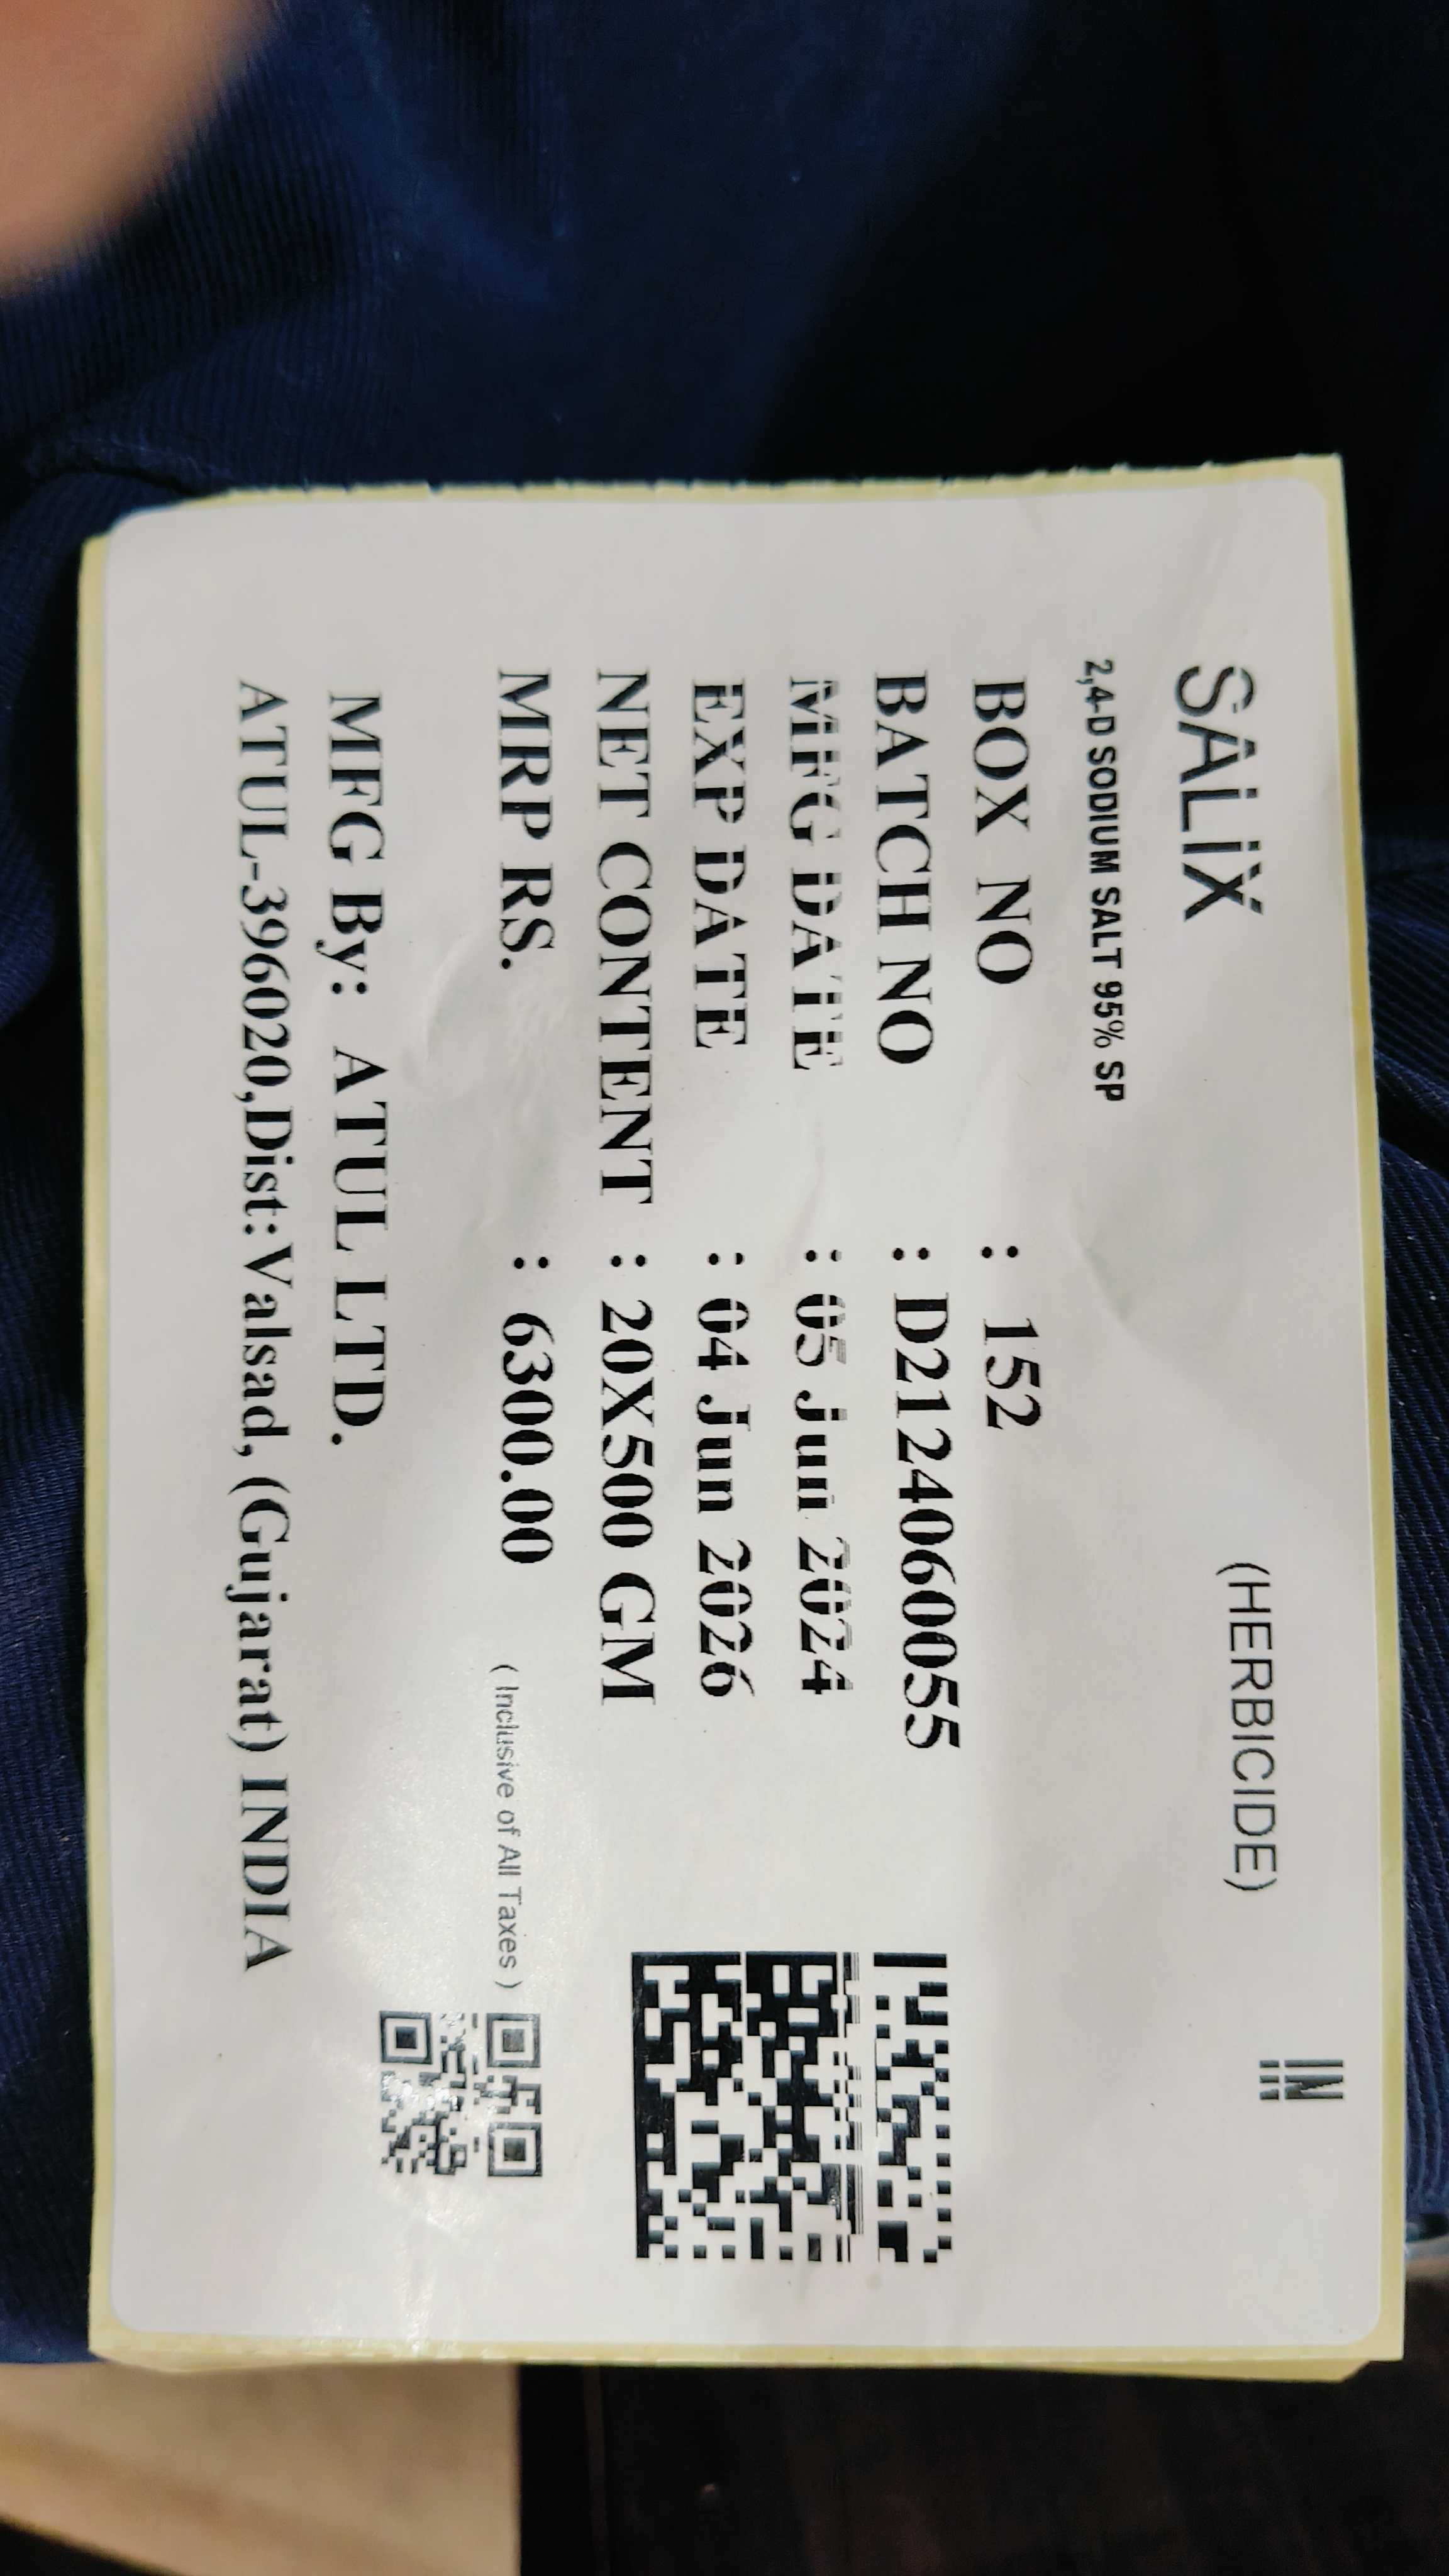 SALIX (HERBICIDE) IN
2,4-D SODIUM SALT 95% SP
BOX NO : 152
BATCH NO : D2124060055
MFG DATE : 05 Jun 2024
EXP DATE : 04 Jun 2026
NET CONTENT : 20X500 GM
MRP RS. : 6300.00 ( Inclusive of All Taxes )
MFG By: ATUL LTD.
ATUL-396020,Dist:Valsad, (Gujarat) INDIA